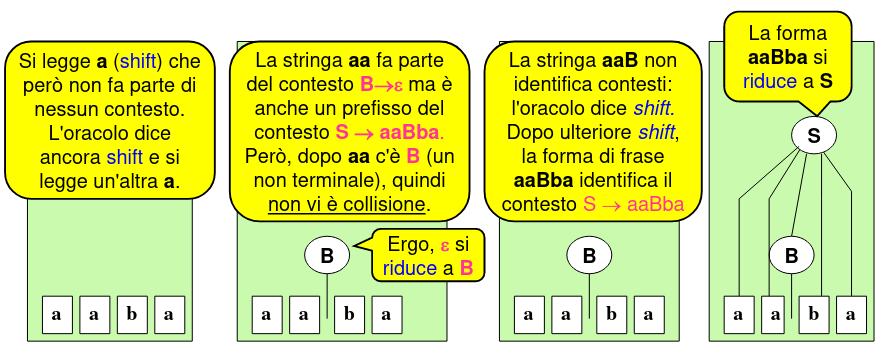 Si legge a (shift) che
però non fa parte di
nessun contesto.
L'oracolo dice
ancora shift e si
legge un'altra a.
a a b a
La stringa aa fa parte
del contesto B→ε ma è
anche un prefisso del
contesto S → aaBba.
Però, dopo aa c'è B (un
non terminale), quindi
non vi è collisione.
B
Ergo, ε si
riduce a B
a a b a
La stringa aaB non
identifica contesti:
l'oracolo dice shift.
Dopo ulteriore shift,
la forma di frase
aaBba identifica il
contesto S → aaBba
B
a a b a
La forma
aaBba si
riduce a S
S
B
a a b a